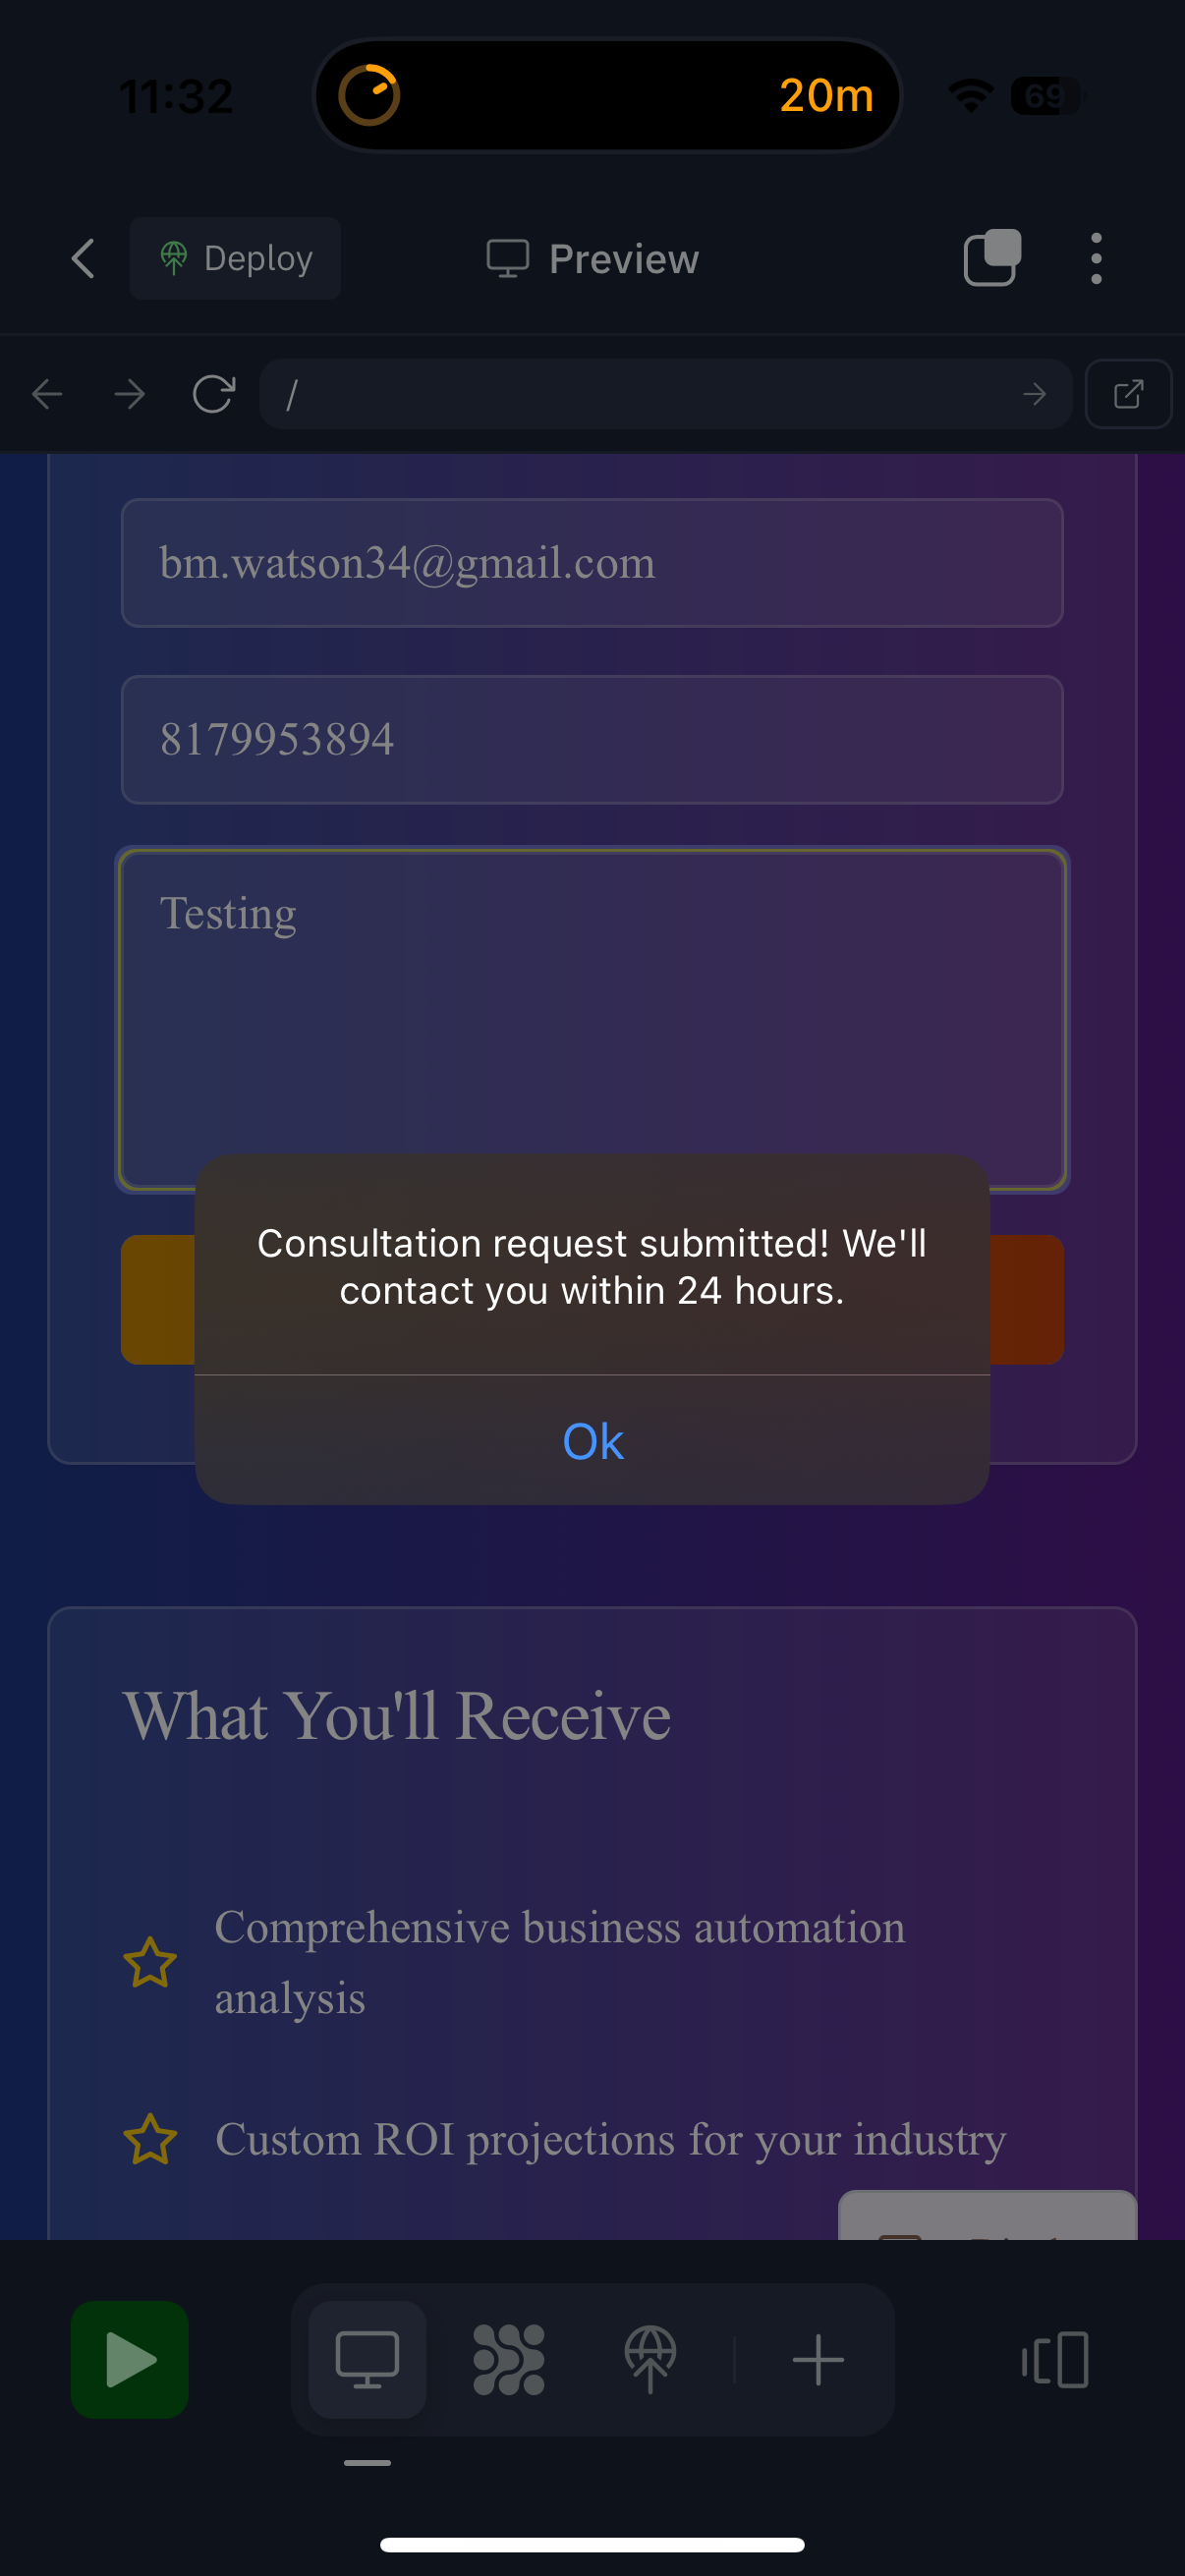 11:32
20m
69
Deploy
Preview
/
bm.watson34@gmail.com
8179953894
Testing
Consultation request submitted! We'll
contact you within 24 hours.
Ok
What You'll Receive
Comprehensive business automation
analysis
Custom ROI projections for your industry